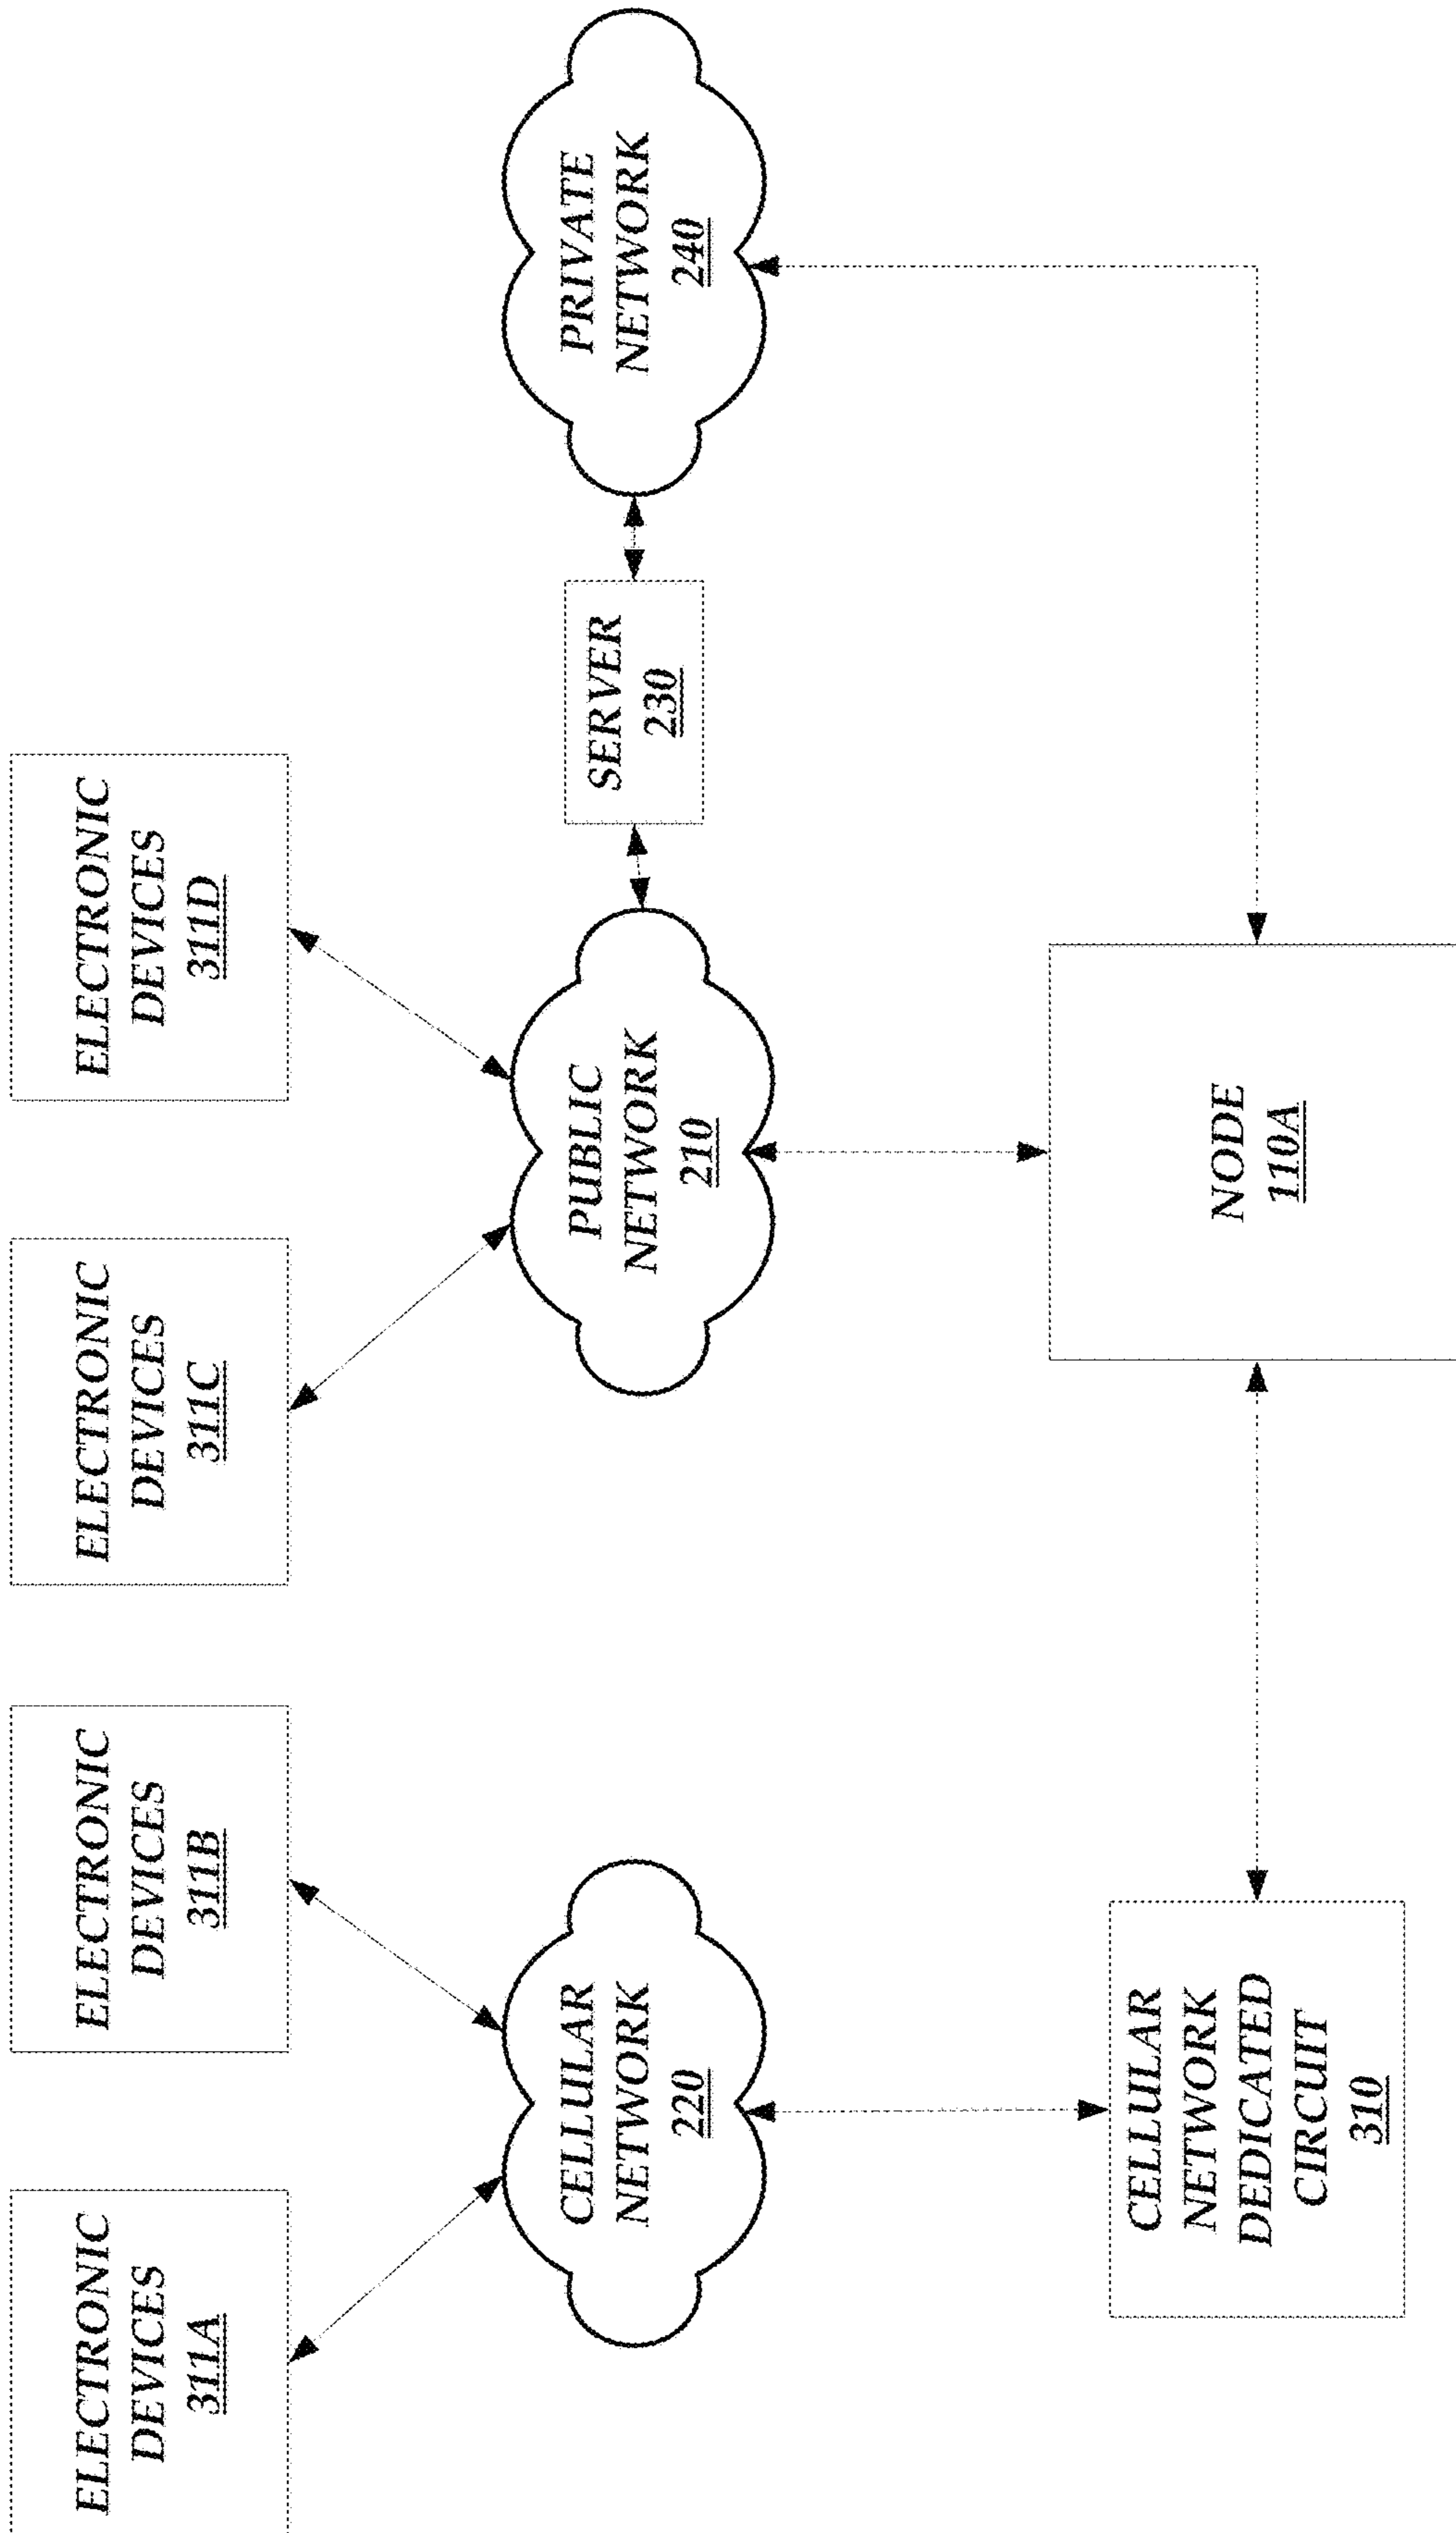 ELECTRONIC
DEVICES
311A
ELECTRONIC
DEVICES
311B
ELECTRONIC
DEVICES
311C
ELECTRONIC
DEVICES
311D
CELLULAR
NETWORK
220
PUBLIC
NETWORK
210
SERVER
230
PRIVATE
NETWORK
240
CELLULAR
NETWORK
DEDICATED
CIRCUIT
310
NODE
110A